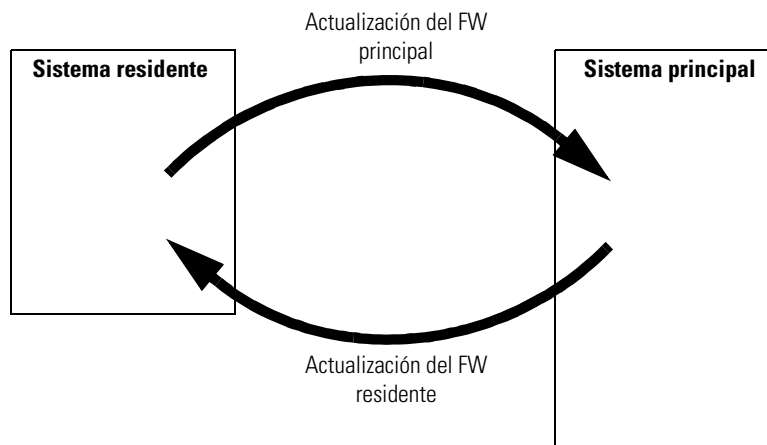 Actualización del FW
principal
Sistema residente
Sistema principal
Actualización del FW
residente